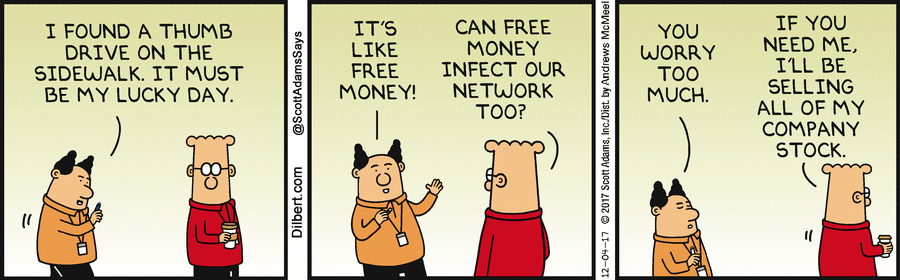 I FOUND A THUMB
DRIVE ON THE
SIDEWALK. IT MUST
BE MY LUCKY DAY.
Dilbert.com @ScottAdamsSays
IT'S
LIKE
FREE
MONEY!
CAN FREE
MONEY
INFECT OUR
NETWORK
TOO?
12-04-17 © 2017 Scott Adams, Inc./Dist. by Andrews McMeel
YOU
WORRY
TOO
MUCH.
IF YOU
NEED ME,
I'LL BE
SELLING
ALL OF MY
COMPANY
STOCK.